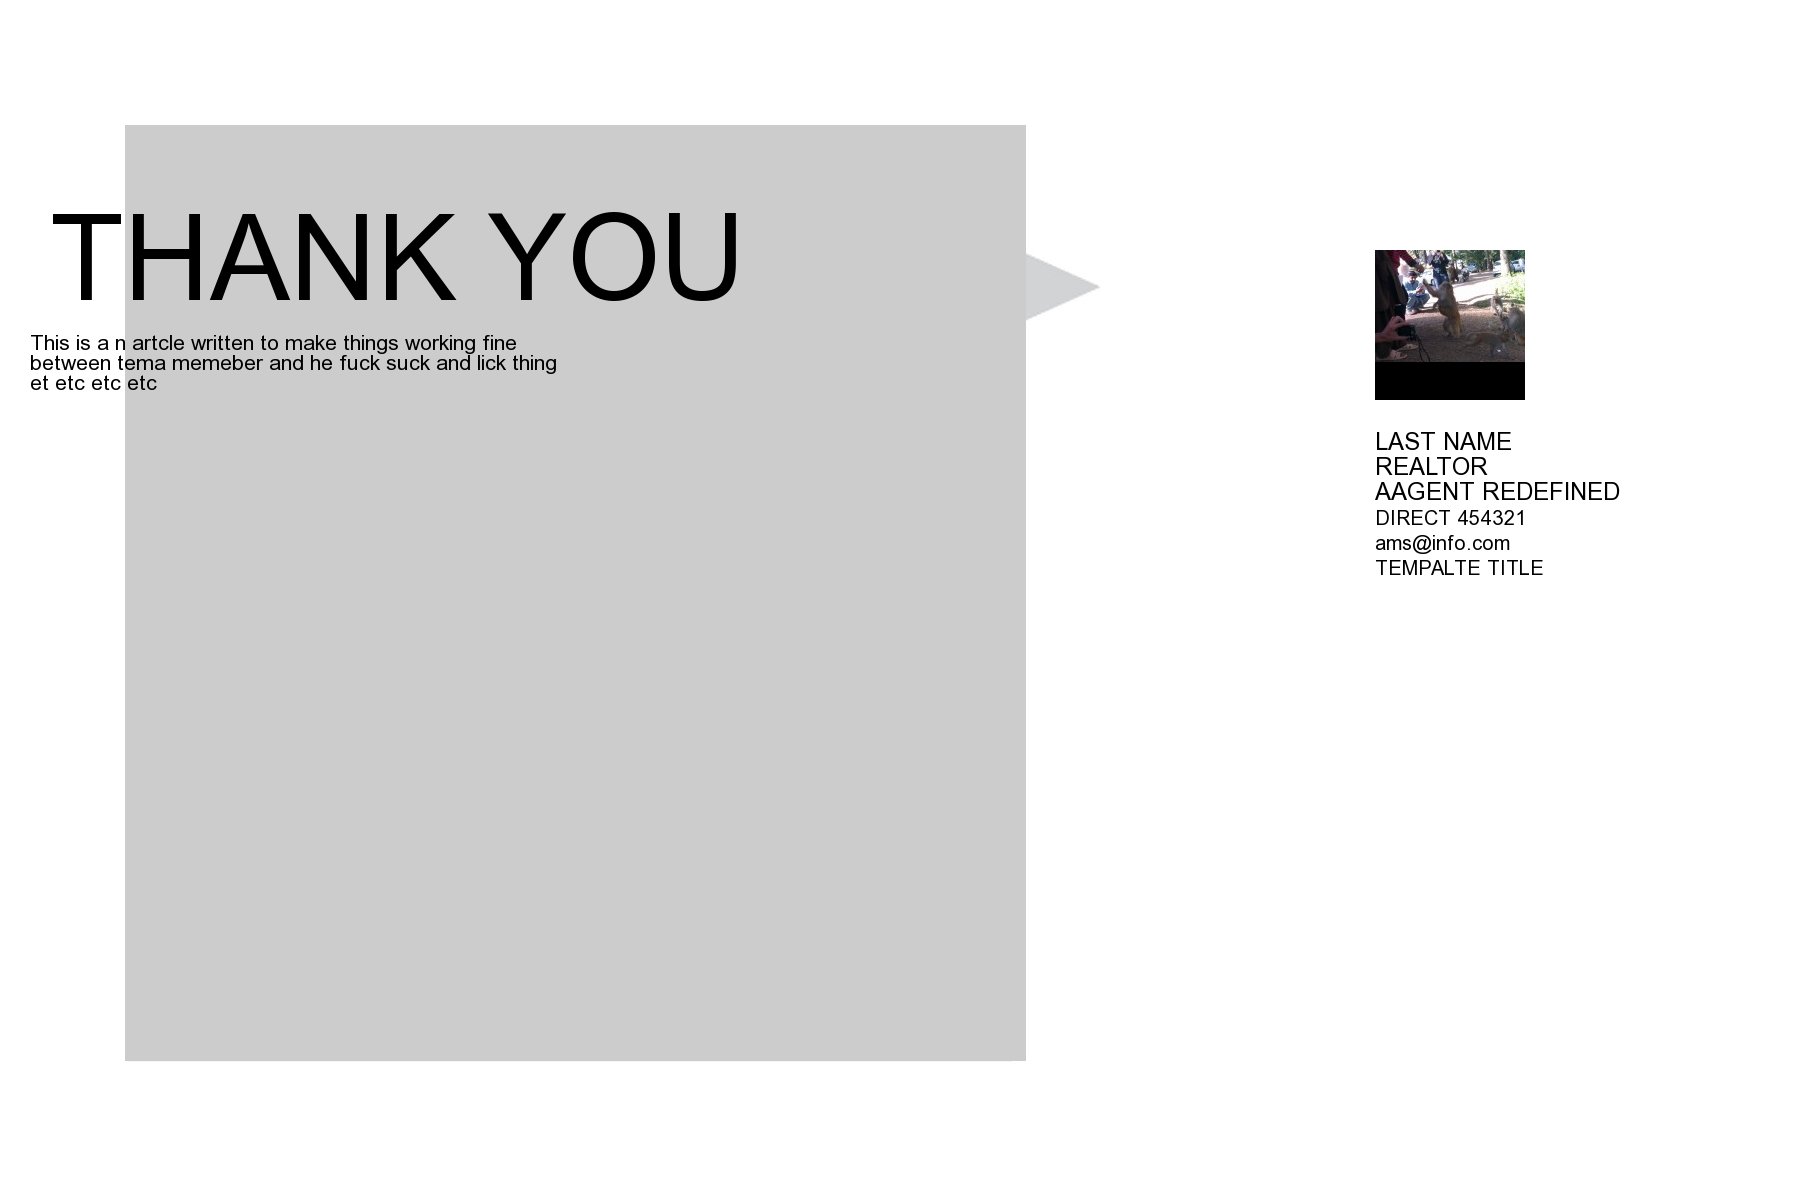 THANK YOU
This is a n artcle written to make things working fine
between tema memeber and he fuck suck and lick thing
et etc etc etc
LAST NAME
REALTOR
AAGENT REDEFINED
DIRECT 454321
ams@info.com
TEMPALTE TITLE